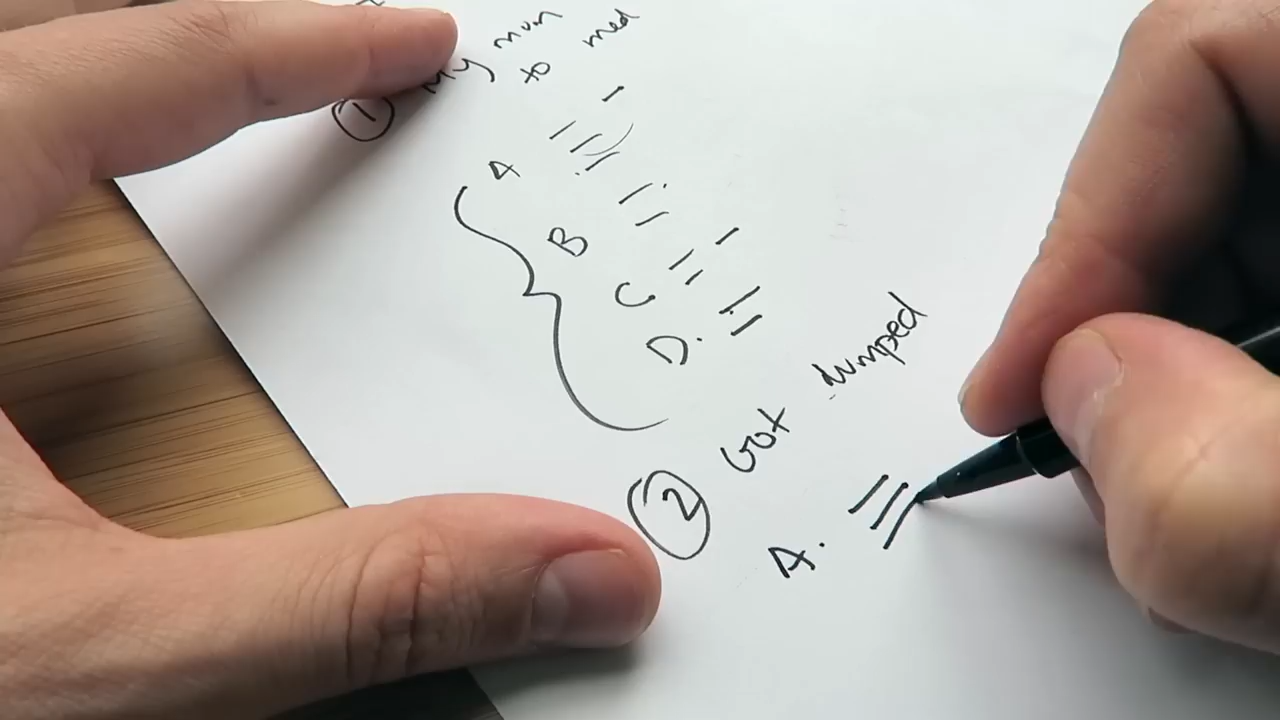 ① My mum
to med
A
B
C
D.
② Got dumped
A.